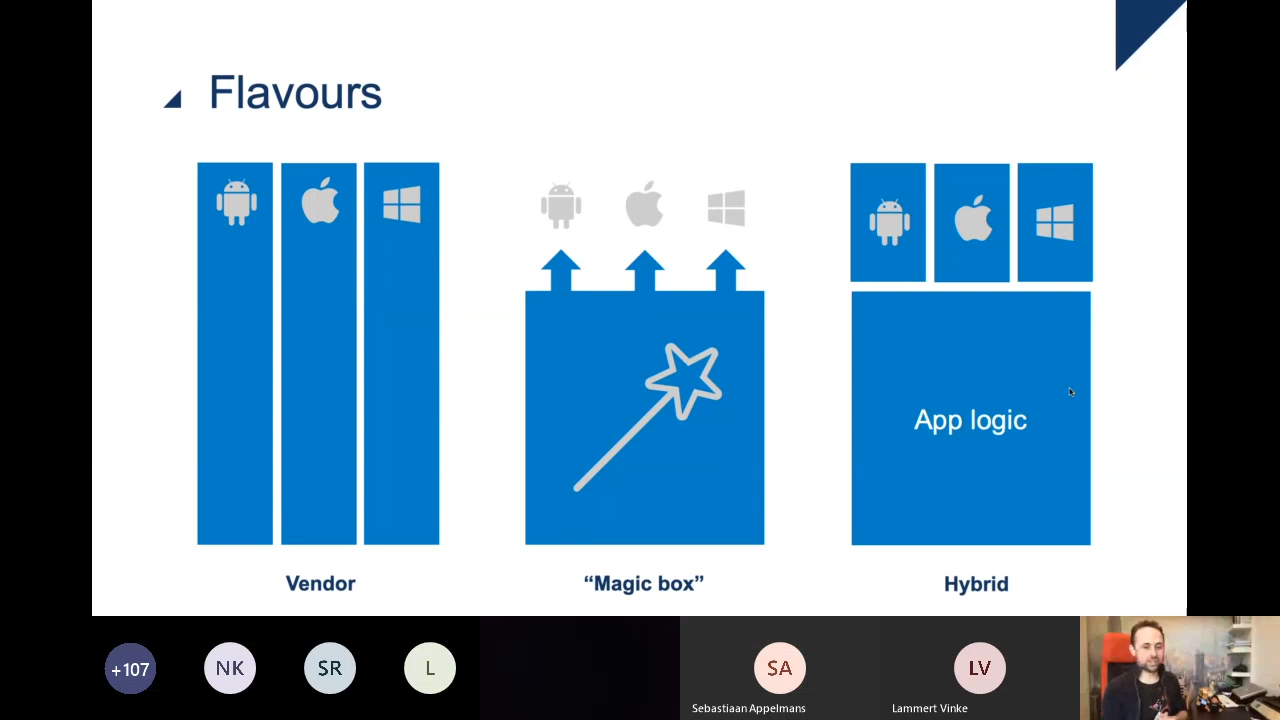 Flavours
App logic
Vendor
“Magic box”
Hybrid
+107
NK
SR
L
SA
LV
Sebastiaan Appelmans
Lammert Vinke